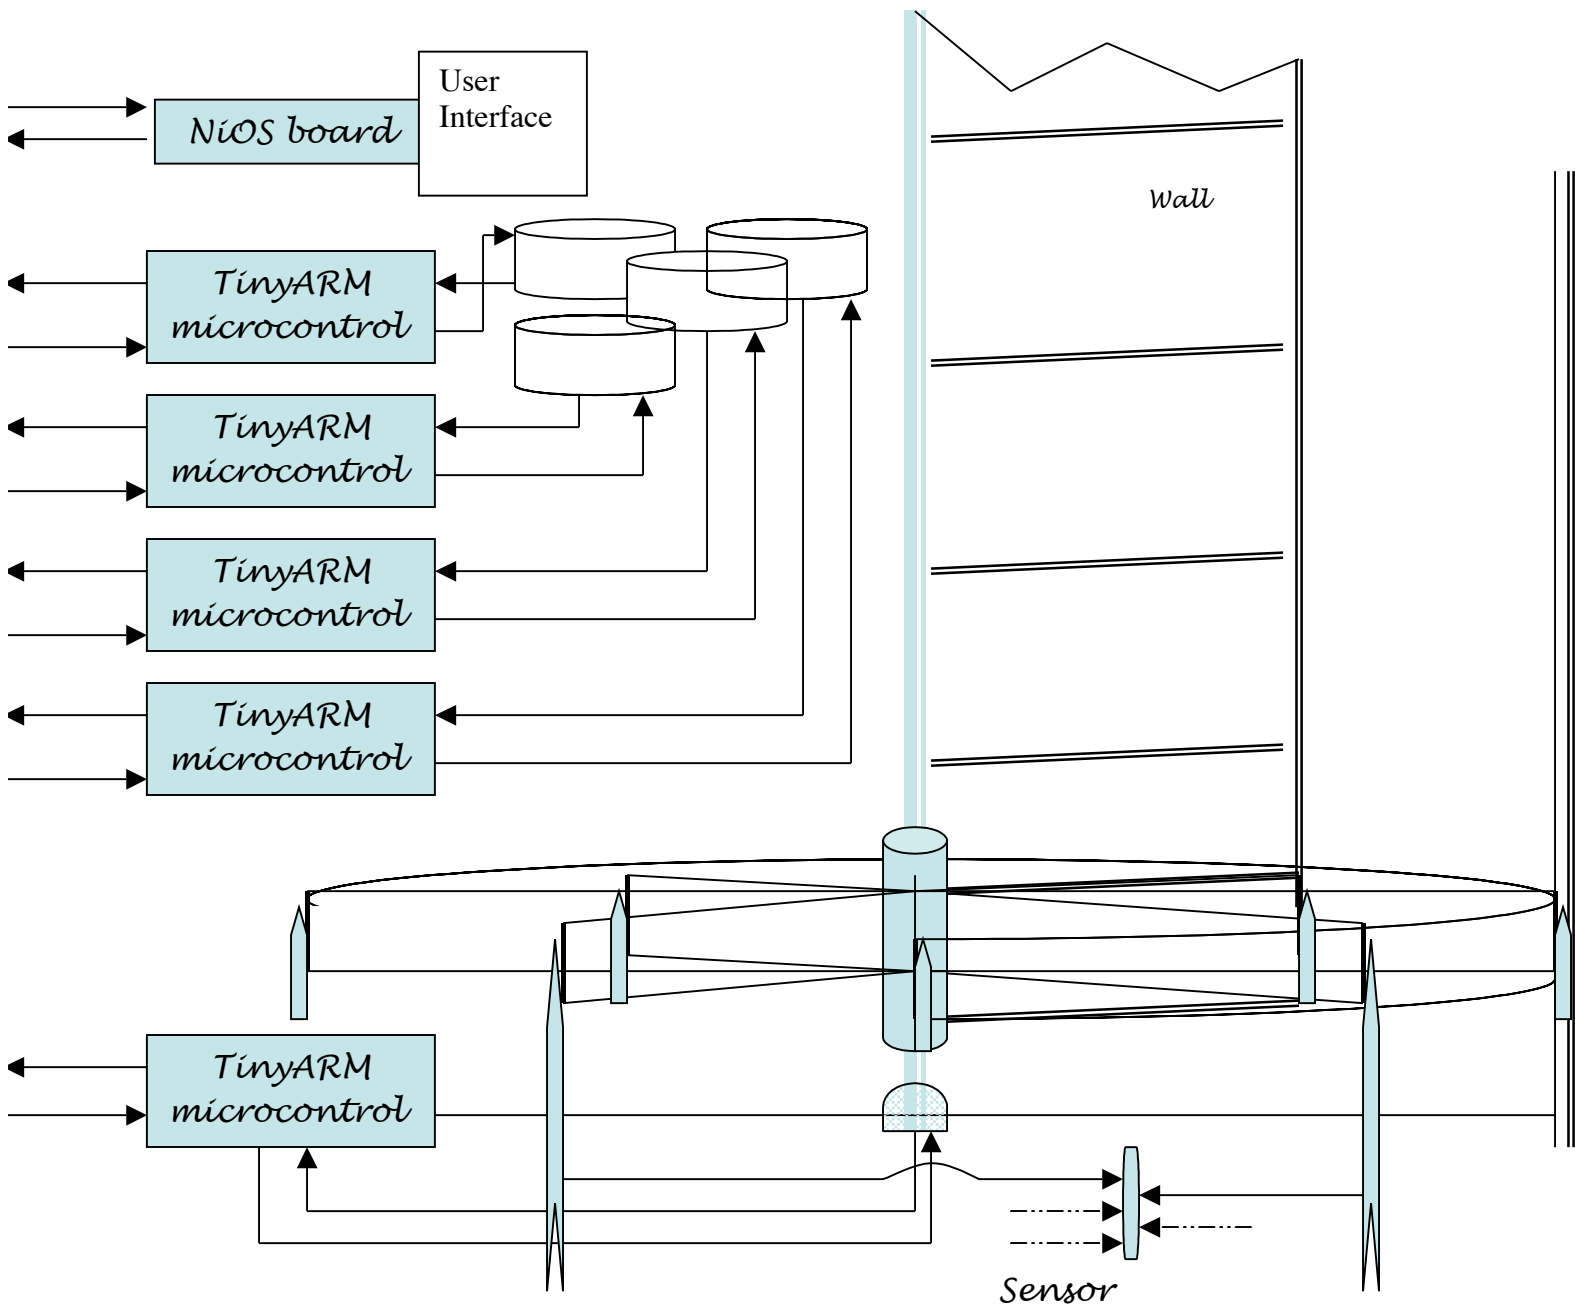 User
Interface
NiOS board
Wall
TinyARM
microcontrol
TinyARM
microcontrol
TinyARM
microcontrol
TinyARM
microcontrol
TinyARM
microcontrol
Sensor